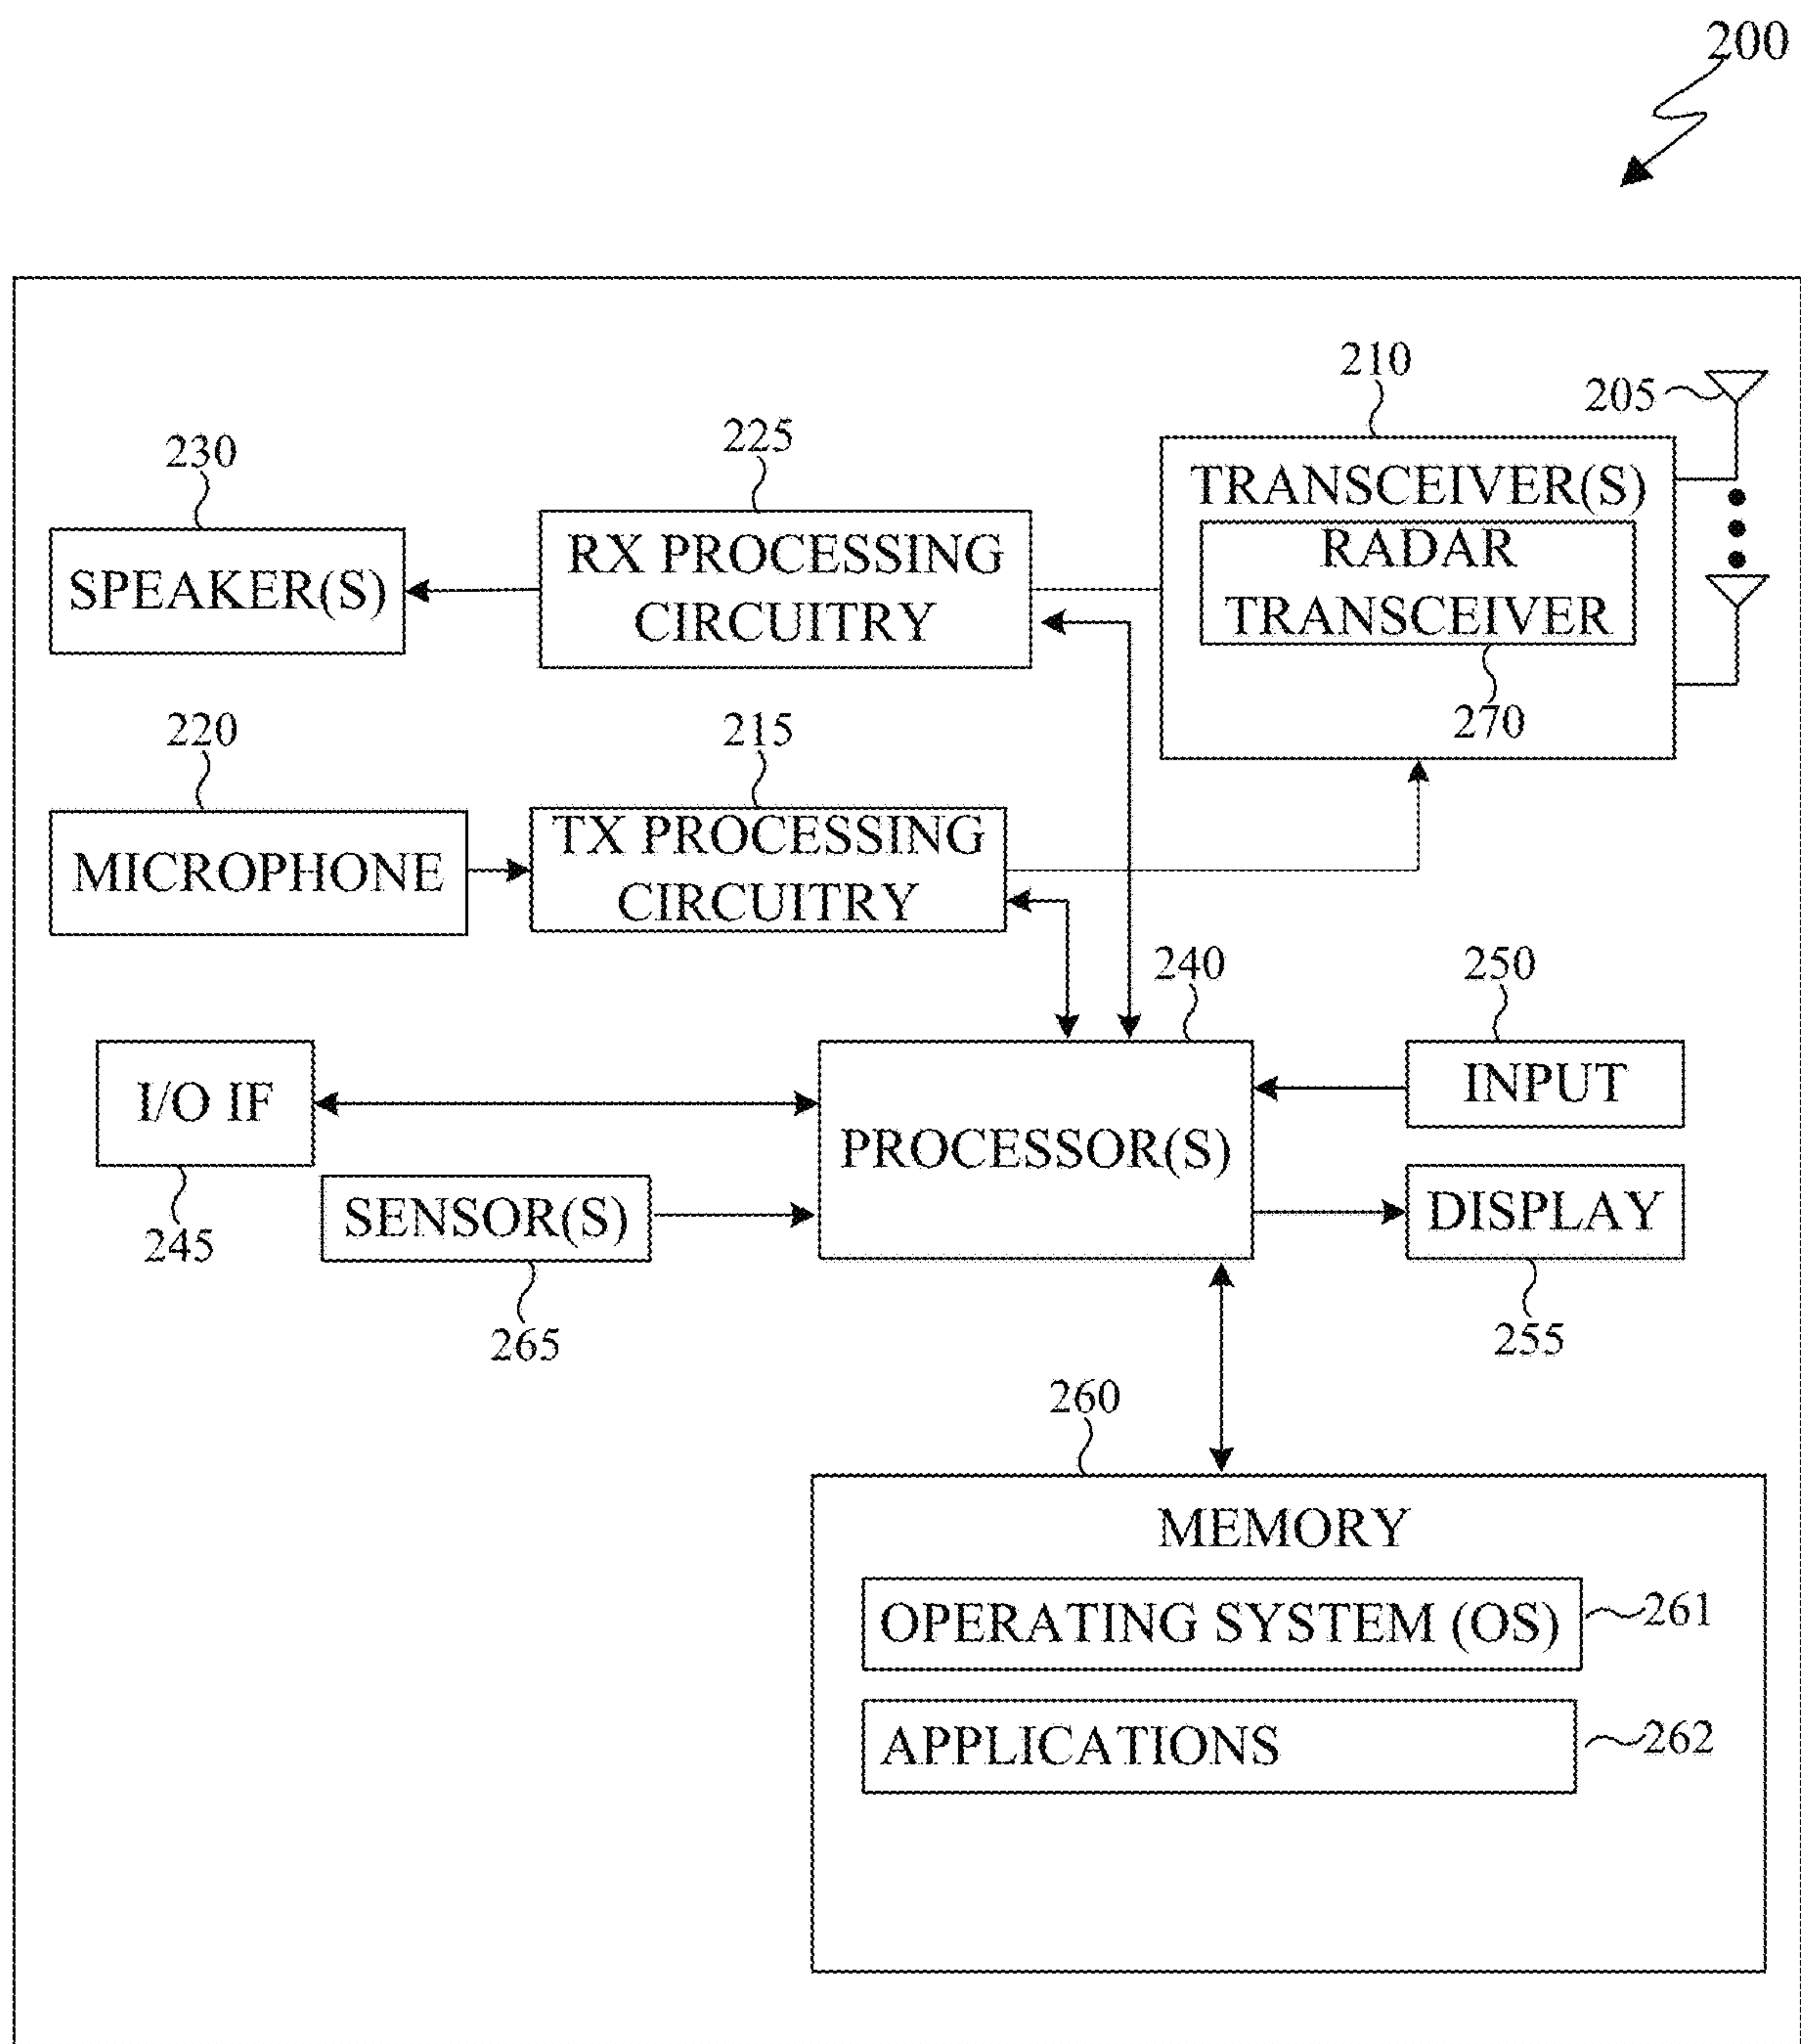 200
210
205
225
230
TRANSCEIVER(S)
RX PROCESSING
CIRCUITRY
RADAR
TRANSCEIVER
SPEAKER(S)
270
220
215
TX PROCESSING
CIRCUITRY
MICROPHONE
240
250
I/O IF
INPUT
PROCESSOR(S)
SENSOR(S)
DISPLAY
245
265
255
260
MEMORY
OPERATING SYSTEM (OS)
261
APPLICATIONS
262